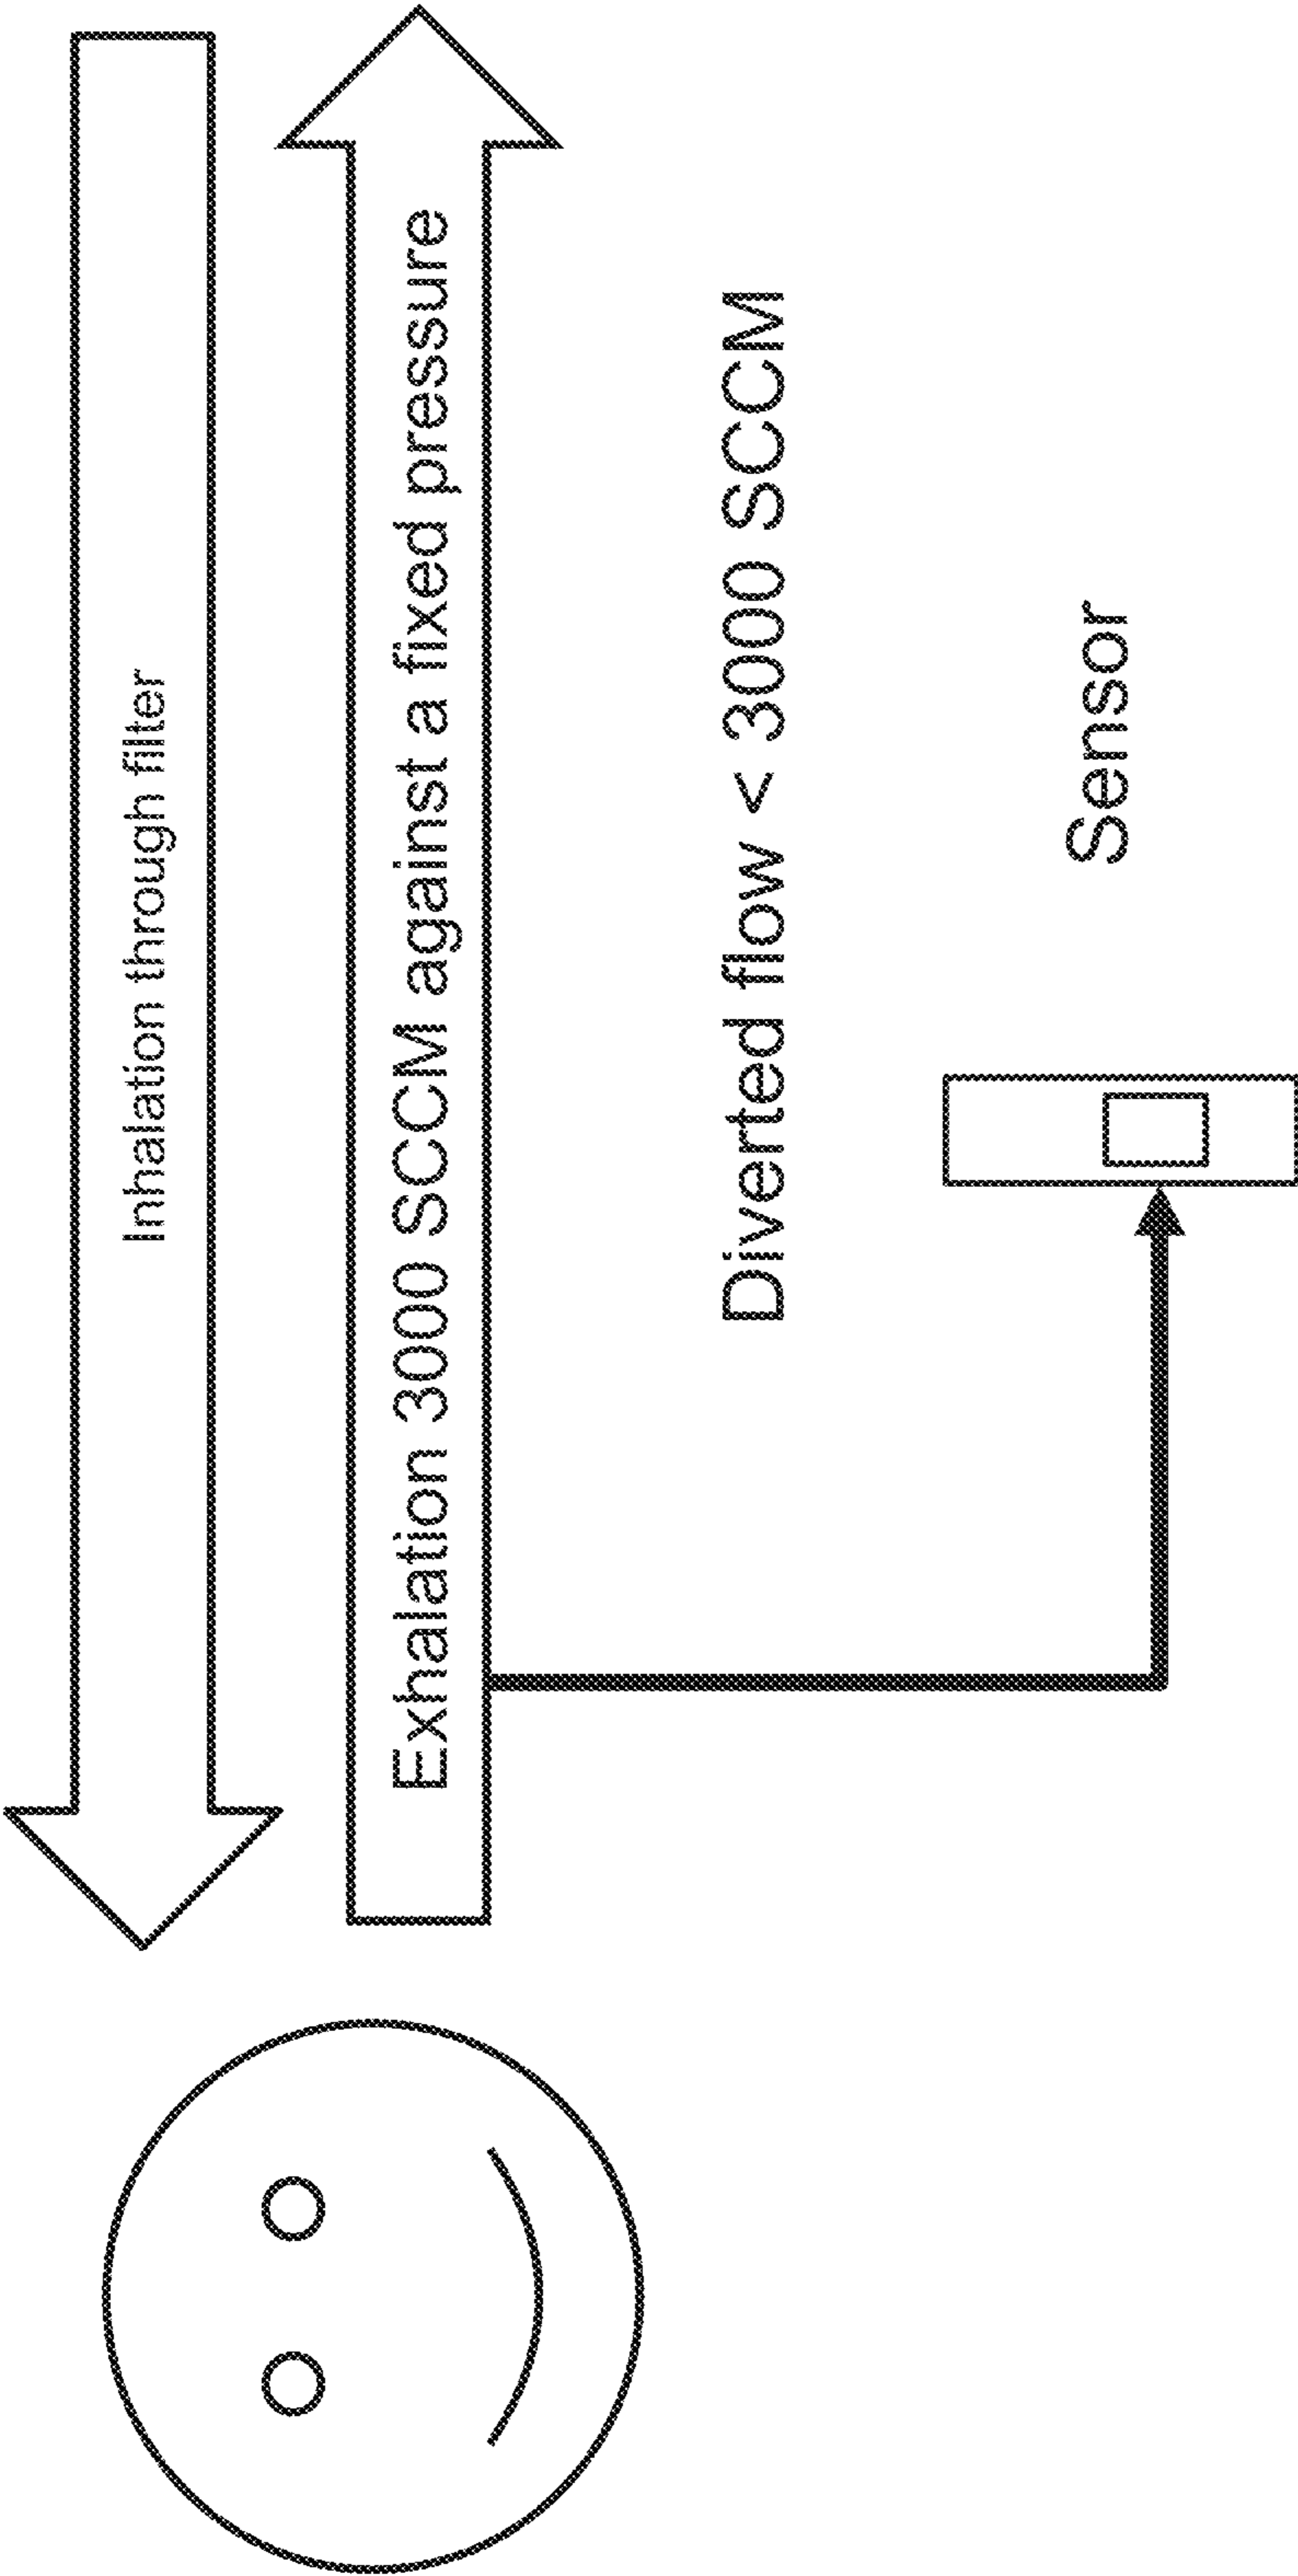 Inhalation through filter
Exhalation 3000 SCCM against a fixed pressure
Diverted flow < 3000 SCCM
Sensor